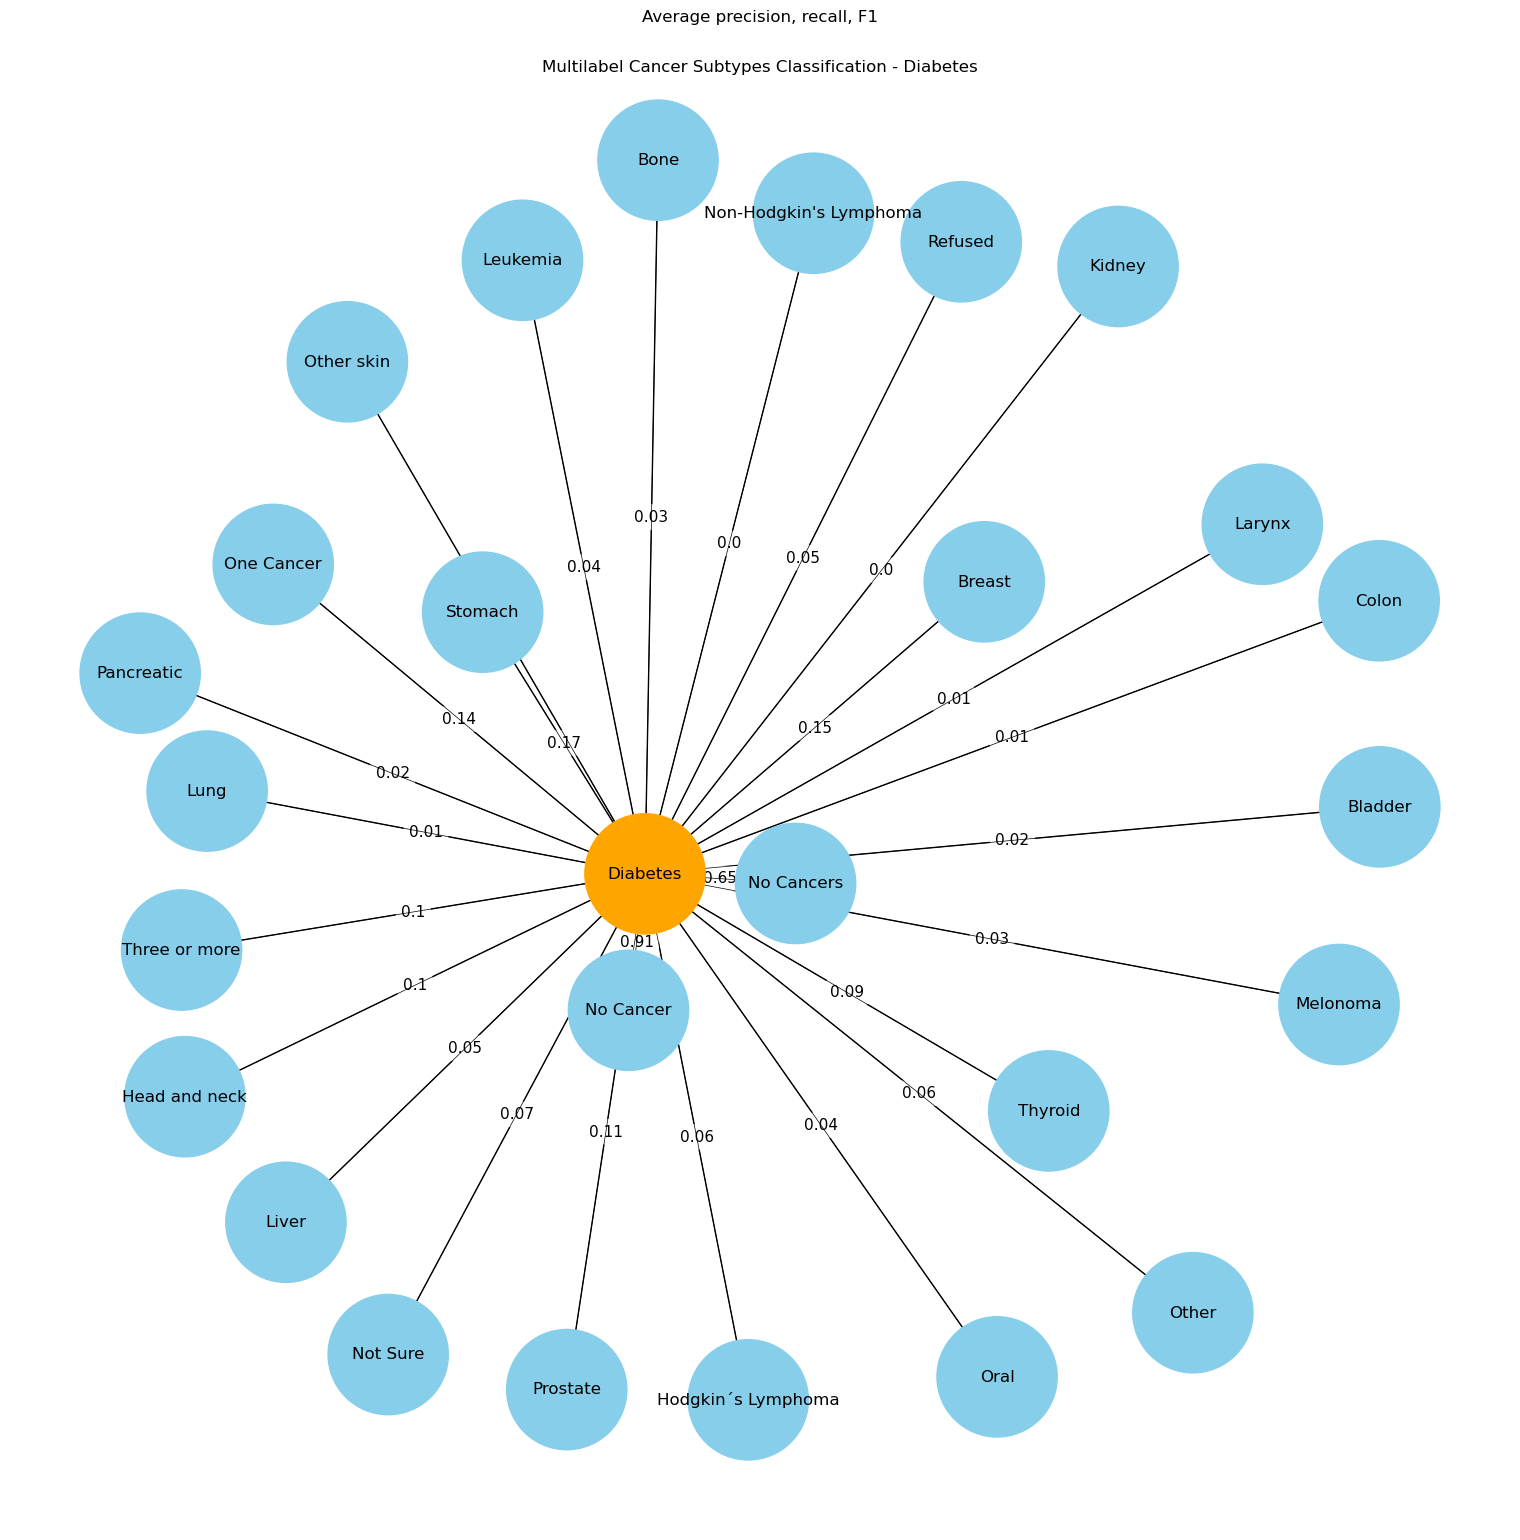 Average precision, recall, F1
Multilabel Cancer Subtypes Classification - Diabetes
Bone
Non-Hodgkin's Lymphoma
Refused
Leukemia
Kidney
Other skin
0.03
Larynx
0.0
0.05
One Cancer
0.04
0.0
Breast
Colon
Stomach
Pancreatic
0.01
0.14
0.15
0.01
0.17
0.02
Lung
Bladder
0.01
0.02
Diabetes
0.65
No Cancers
0.1
0.03
0.91
Three or more
0.1
0.09
Melonoma
No Cancer
0.05
Head and neck
0.06
Thyroid
0.07
0.04
0.11
0.06
Liver
Other
Not Sure
Oral
Prostate
Hodgkin´s Lymphoma